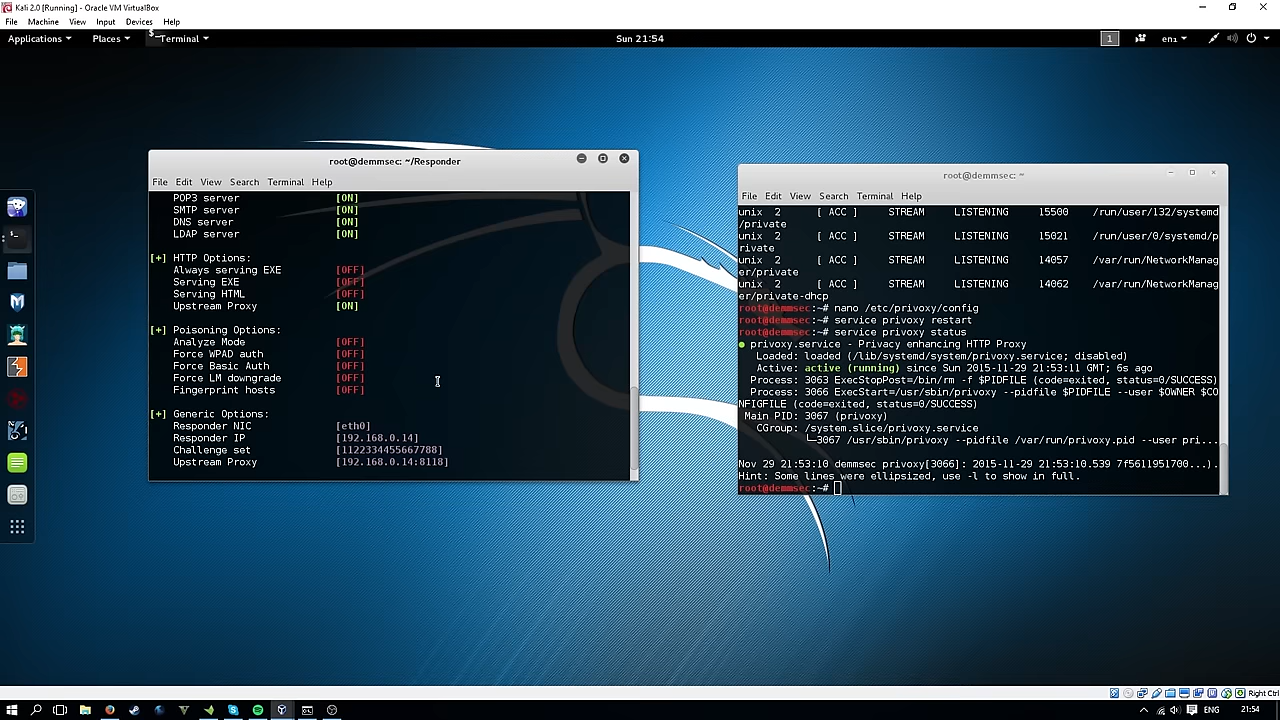 Kali 2.0 [Running] - Oracle VM VirtualBox
File Machine View Input Devices Help
Applications Places Terminal Sun 21:54 1 en1
root@demmsec: ~/Responder
File Edit View Search Terminal Help
POP3 server [ON]
SMTP server [ON]
DNS server [ON]
LDAP server [ON]
[+] HTTP Options:
Always serving EXE [OFF]
Serving EXE [OFF]
Serving HTML [OFF]
Upstream Proxy [ON]
[+] Poisoning Options:
Analyze Mode [OFF]
Force WPAD auth [OFF]
Force Basic Auth [OFF]
Force LM downgrade [OFF]
Fingerprint hosts [OFF]
[+] Generic Options:
Responder NIC [eth0]
Responder IP [192.168.0.14]
Challenge set [1122334455667788]
Upstream Proxy [192.168.0.14:8118]
root@demmsec: ~
File Edit View Search Terminal Help
unix 2 [ ACC ] STREAM LISTENING 15500 /run/user/132/systemd
/private
unix 2 [ ACC ] STREAM LISTENING 15021 /run/user/0/systemd/p
rivate
unix 2 [ ACC ] STREAM LISTENING 14057 /var/run/NetworkManag
er/private
unix 2 [ ACC ] STREAM LISTENING 14062 /var/run/NetworkManag
er/private-dhcp
root@demmsec:~# nano /etc/privoxy/config
root@demmsec:~# service privoxy restart
root@demmsec:~# service privoxy status
● privoxy.service - Privacy enhancing HTTP Proxy
Loaded: loaded (/lib/systemd/system/privoxy.service; disabled)
Active: active (running) since Sun 2015-11-29 21:53:11 GMT; 6s ago
Process: 3063 ExecStopPost=/bin/rm -f $PIDFILE (code=exited, status=0/SUCCESS)
Process: 3066 ExecStart=/usr/sbin/privoxy --pidfile $PIDFILE --user $OWNER $CO
NFIGFILE (code=exited, status=0/SUCCESS)
Main PID: 3067 (privoxy)
CGroup: /system.slice/privoxy.service
└─3067 /usr/sbin/privoxy --pidfile /var/run/privoxy.pid --user pri...
Nov 29 21:53:10 demmsec privoxy[3066]: 2015-11-29 21:53:10.539 7f5611951700...).
Hint: Some lines were ellipsized, use -l to show in full.
root@demmsec:~#
Right Ctrl
ENG 21:54